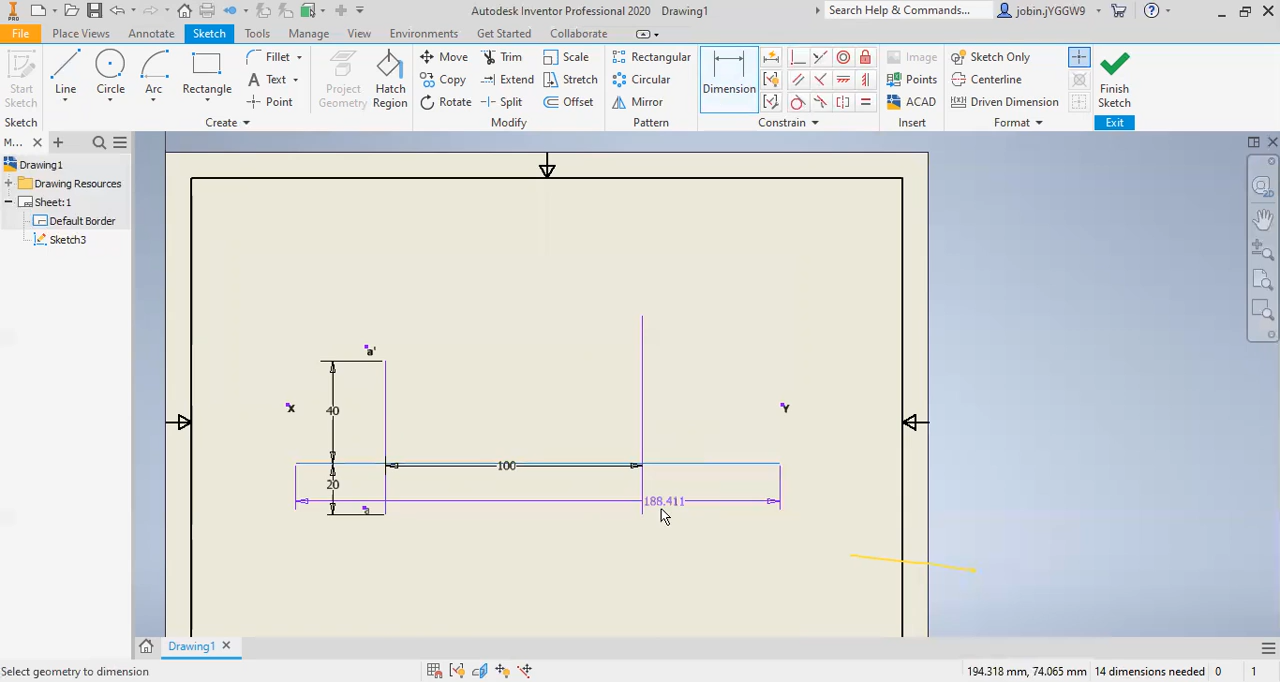 PRO
Autodesk Inventor Professional 2020 Drawing1
Search Help & Commands...
jobin.jYGGW9
File Place Views Annotate Sketch Tools Manage View Environments Get Started Collaborate
Start Sketch
Line
Circle
Arc
Rectangle
Fillet
Text
Point
Project Geometry
Hatch Region
Move
Copy
Rotate
Trim
Extend
Split
Scale
Stretch
Offset
Rectangular
Circular
Mirror
Dimension
Image
Points
ACAD
Sketch Only
Centerline
Driven Dimension
Finish Sketch
Sketch
Create
Modify
Pattern
Constrain
Insert
Format
Exit
M...
Drawing1
Drawing Resources
Sheet:1
Default Border
Sketch3
2D
a'
X
40
Y
100
20
188.411
a
Drawing1
Select geometry to dimension
194.318 mm, 74.065 mm
14 dimensions needed
0
1